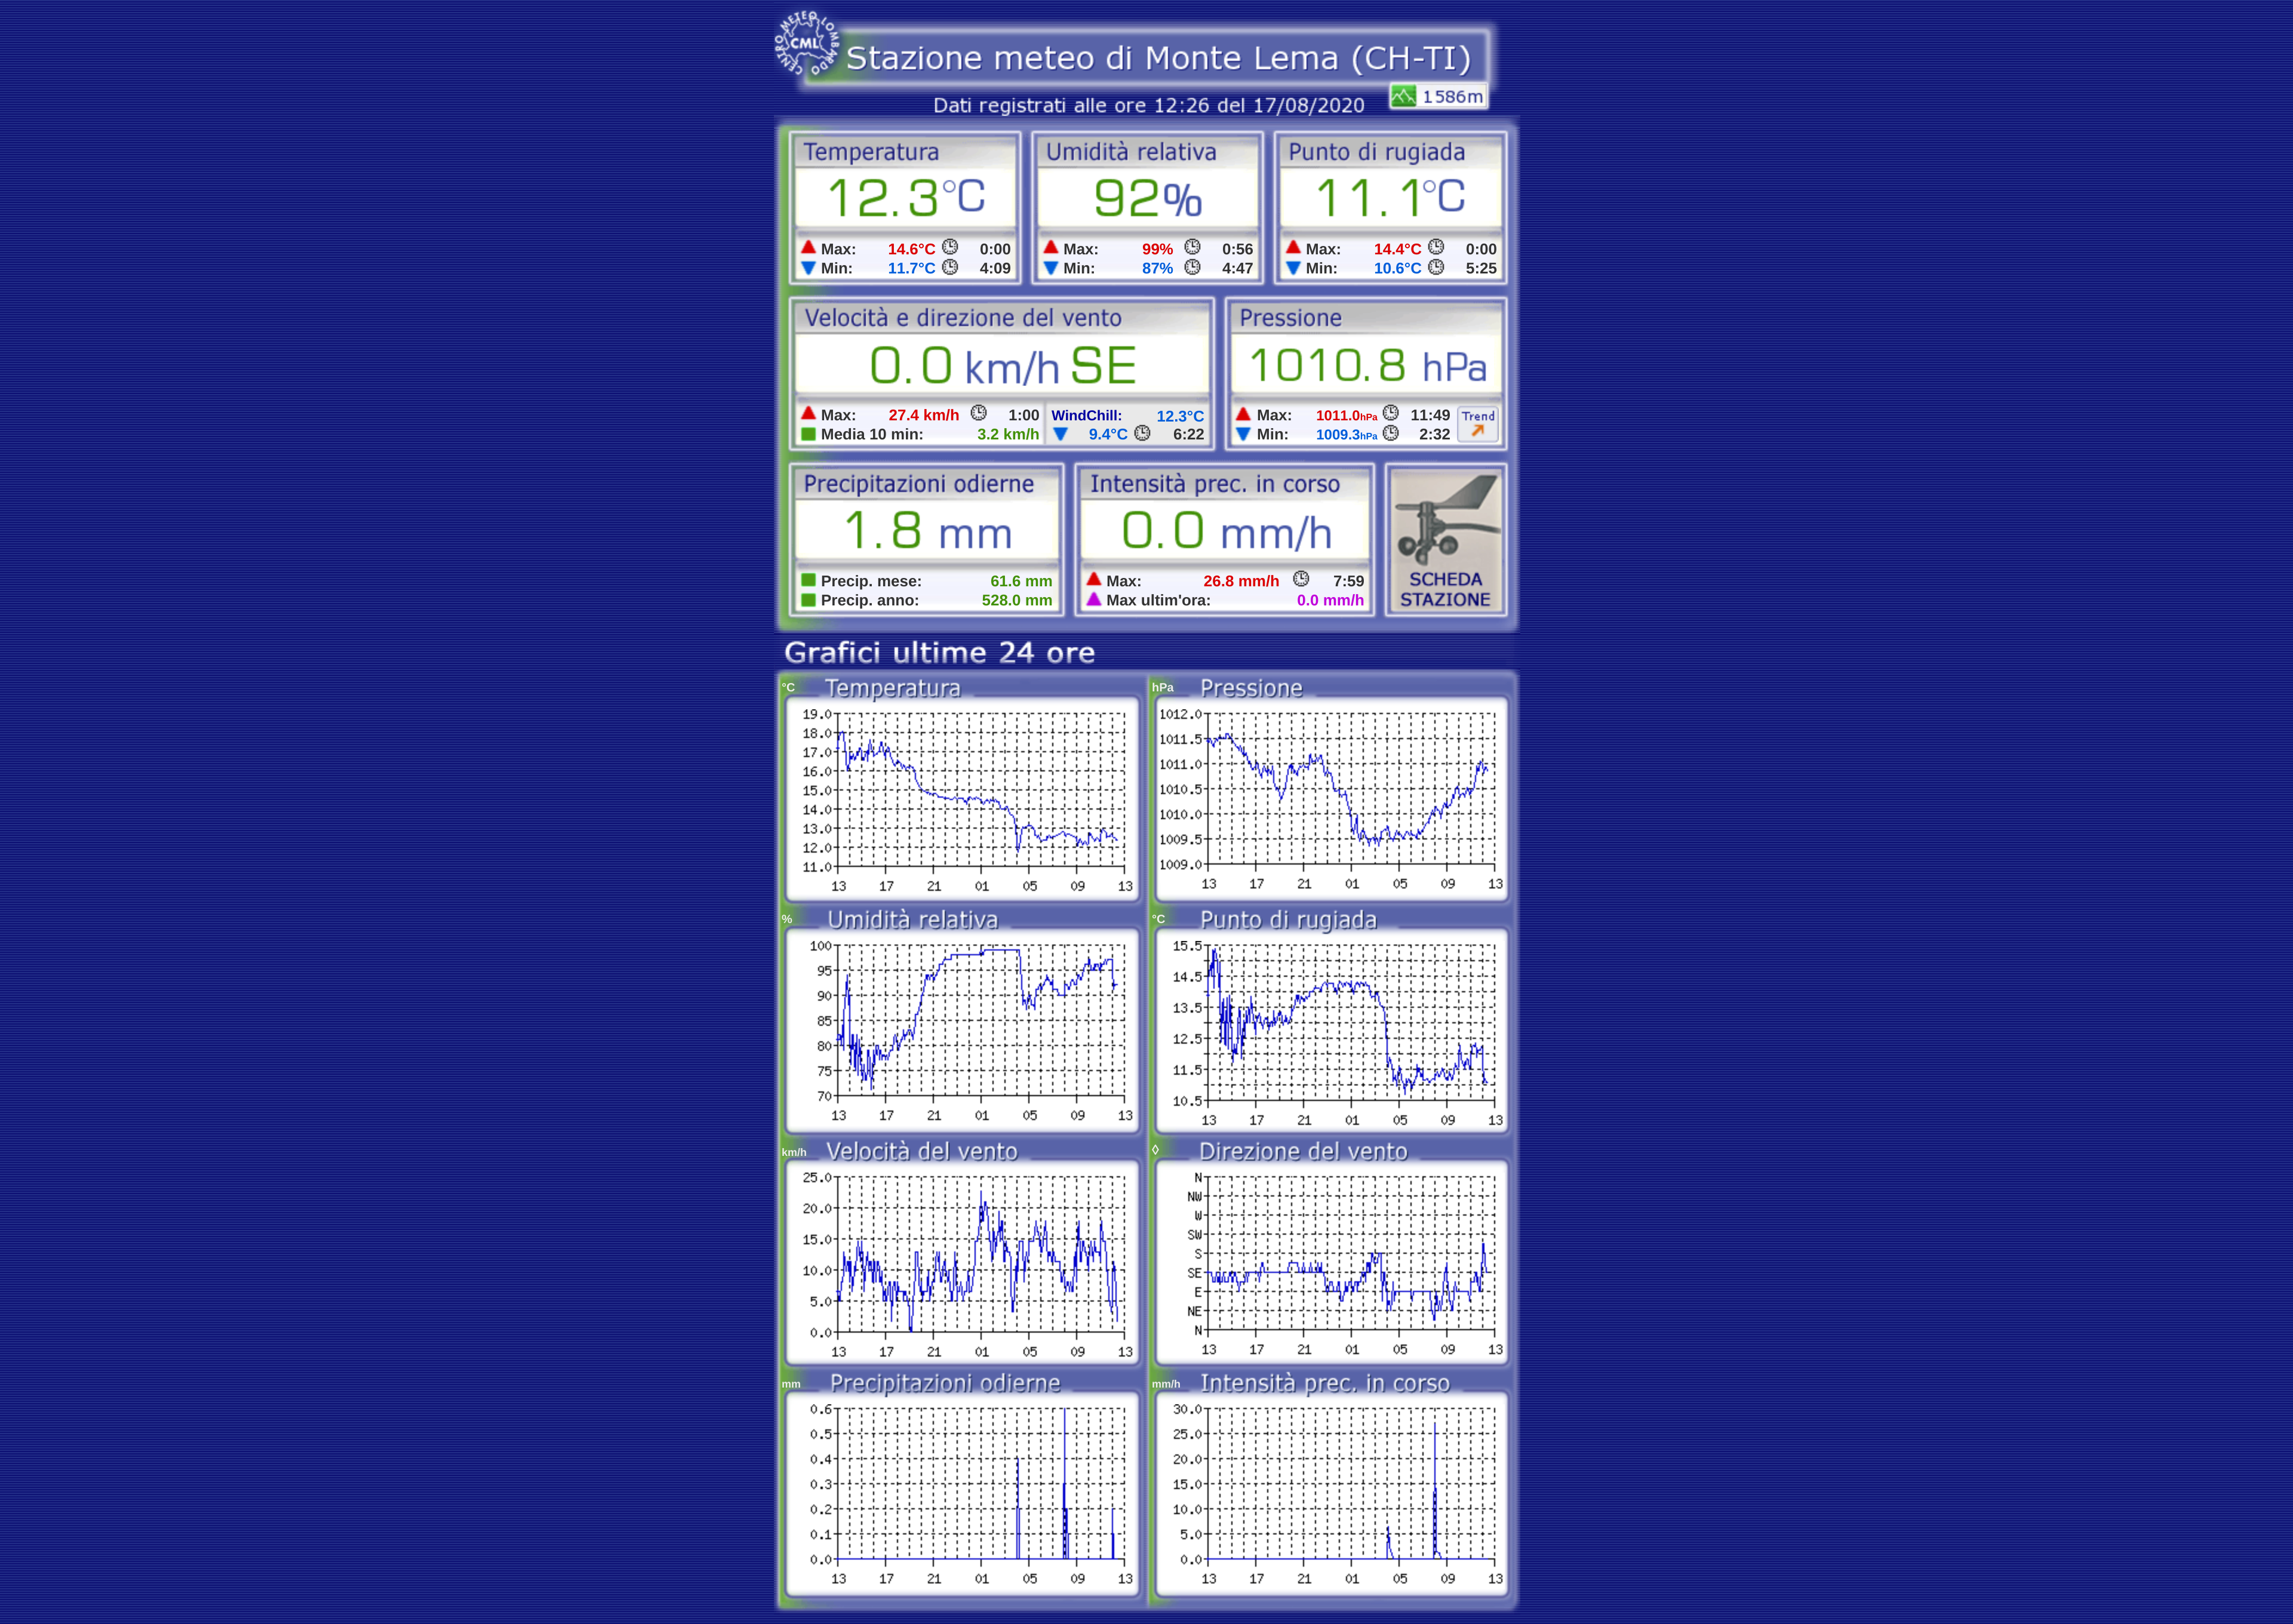 CENTRO METEO LOMBARDO
CML
Stazione meteo di Monte Lema (CH-TI)
Dati registrati alle ore 12:26 del 17/08/2020
1586m
Temperatura
12.3°C
Max: 14.6°C 0:00
Min: 11.7°C 4:09
Umidità relativa
92%
Max: 99% 0:56
Min: 87% 4:47
Punto di rugiada
11.1°C
Max: 14.4°C 0:00
Min: 10.6°C 5:25
Velocità e direzione del vento
0.0 km/h SE
Max: 27.4 km/h 1:00
Media 10 min: 3.2 km/h
WindChill: 12.3°C
9.4°C 6:22
Pressione
1010.8 hPa
Max: 1011.0hPa 11:49
Min: 1009.3hPa 2:32
Trend
Precipitazioni odierne
1.8 mm
Precip. mese: 61.6 mm
Precip. anno: 528.0 mm
Intensità prec. in corso
0.0 mm/h
Max: 26.8 mm/h 7:59
Max ultim'ora: 0.0 mm/h
SCHEDA
STAZIONE
Grafici ultime 24 ore
°C Temperatura
19.0
18.0
17.0
16.0
15.0
14.0
13.0
12.0
11.0
13 17 21 01 05 09 13
hPa Pressione
1012.0
1011.5
1011.0
1010.5
1010.0
1009.5
1009.0
13 17 21 01 05 09 13
% Umidità relativa
100
95
90
85
80
75
70
13 17 21 01 05 09 13
°C Punto di rugiada
15.5
14.5
13.5
12.5
11.5
10.5
13 17 21 01 05 09 13
km/h Velocità del vento
25.0
20.0
15.0
10.0
5.0
0.0
13 17 21 01 05 09 13
◊ Direzione del vento
N
NW
W
SW
S
SE
E
NE
N
13 17 21 01 05 09 13
mm Precipitazioni odierne
0.6
0.5
0.4
0.3
0.2
0.1
0.0
13 17 21 01 05 09 13
mm/h Intensità prec. in corso
30.0
25.0
20.0
15.0
10.0
5.0
0.0
13 17 21 01 05 09 13